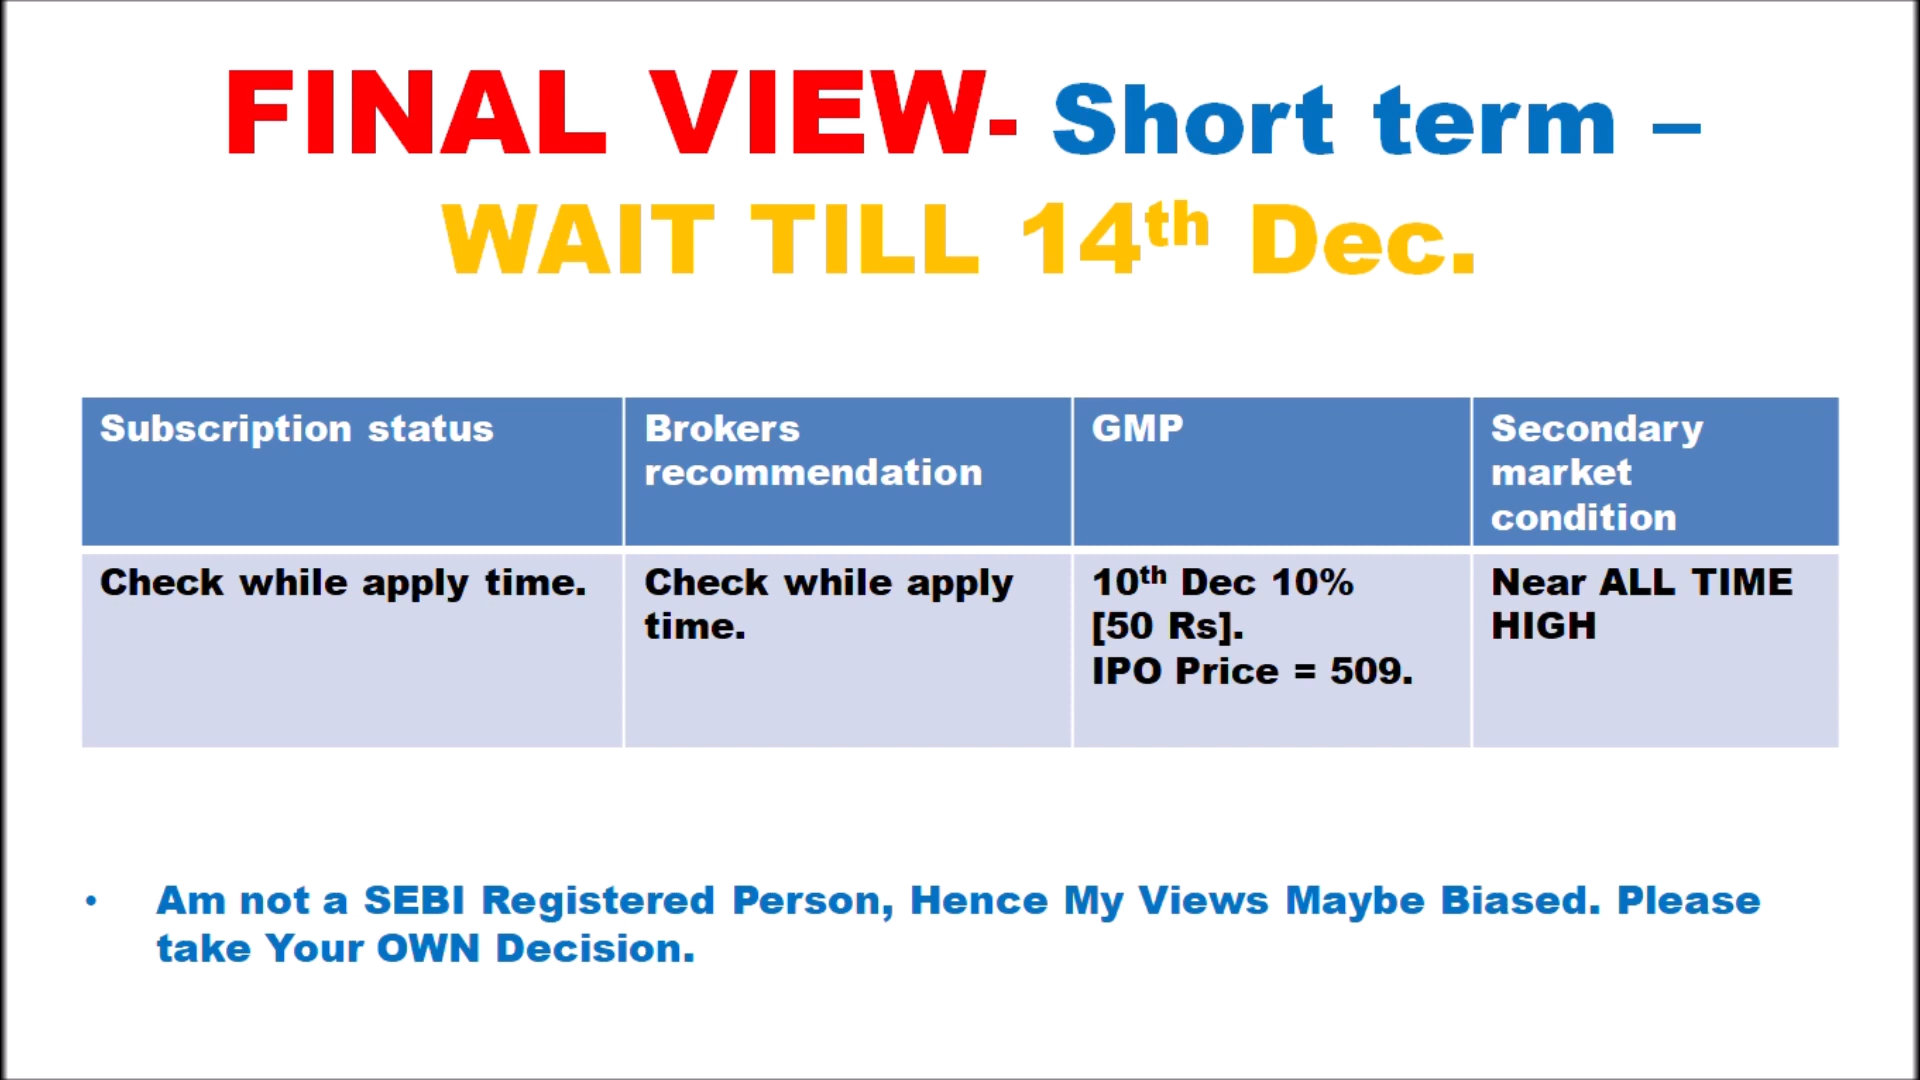 FINAL VIEW- Short term –
WAIT TILL 14th Dec.
Subscription status
Brokers
recommendation
GMP
Secondary
market
condition
Check while apply time.
Check while apply
time.
10th Dec 10%
[50 Rs].
IPO Price = 509.
Near ALL TIME
HIGH
• Am not a SEBI Registered Person, Hence My Views Maybe Biased. Please
take Your OWN Decision.